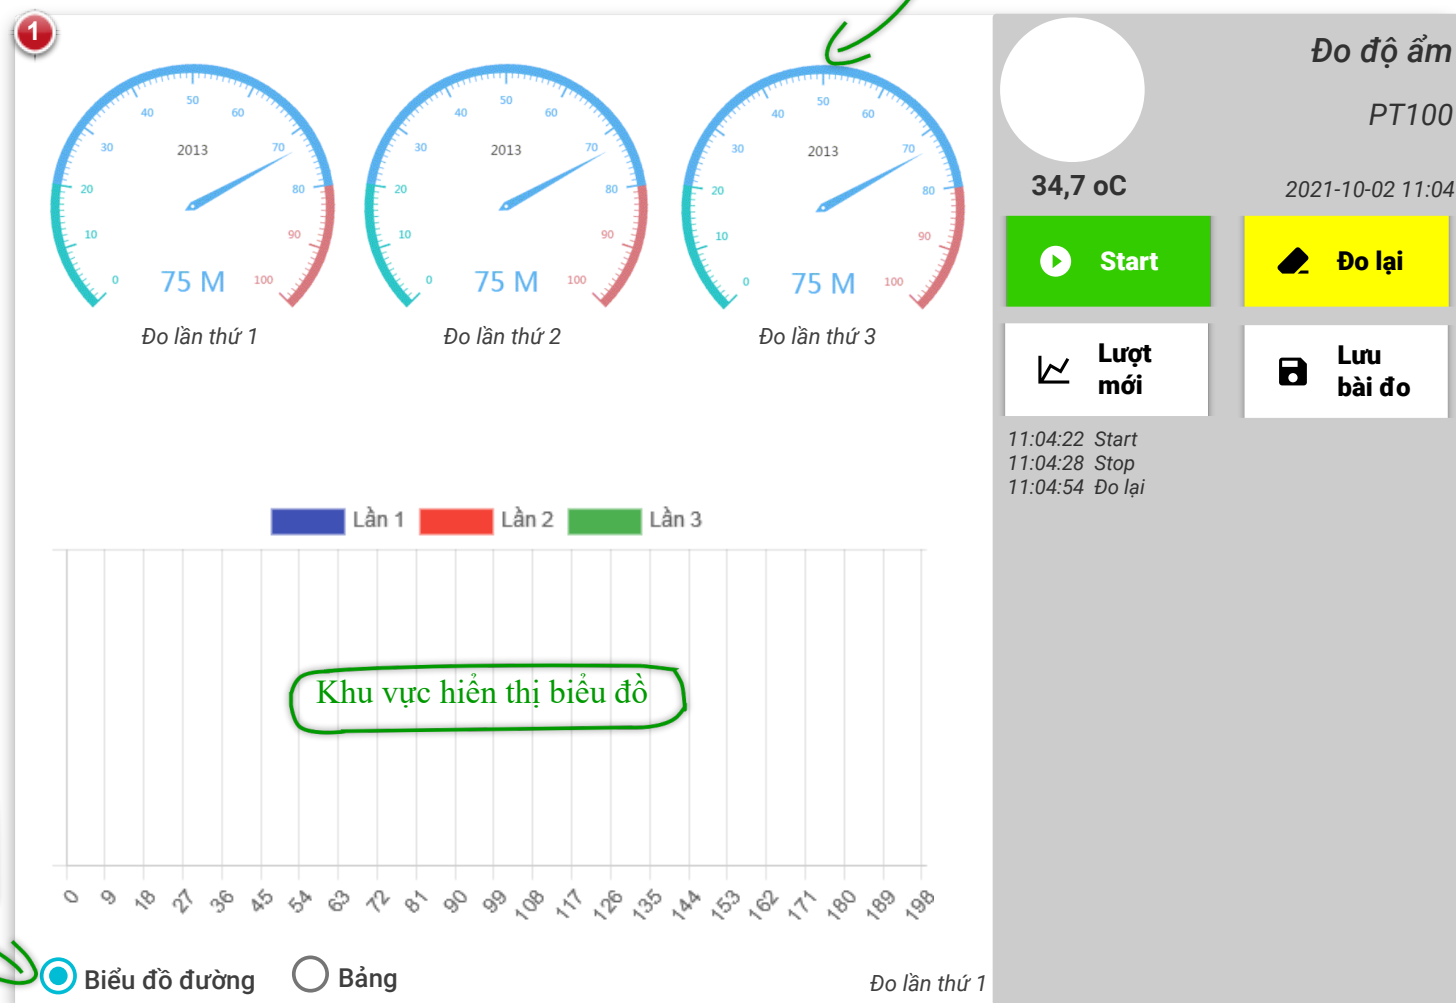 1
50 50 50
40 60 40 60 40 60
30 2013 70 30 2013 70 30 2013 70
20 80 20 80 20 80
10 90 10 90 10 90
0 75 M 100 0 75 M 100 0 75 M 100
Đo lần thứ 1 Đo lần thứ 2 Đo lần thứ 3
Lần 1 Lần 2 Lần 3
Khu vực hiển thị biểu đồ
0 9 18 27 36 45 54 63 72 81 90 99 108 117 126 135 144 153 162 171 180 189 198
Biểu đồ đường Bảng Đo lần thứ 1
Đo độ ẩm
PT100
34,7 oC 2021-10-02 11:04
Start Đo lại
Lượt Lưu
mới bài đo
11:04:22 Start
11:04:28 Stop
11:04:54 Đo lại